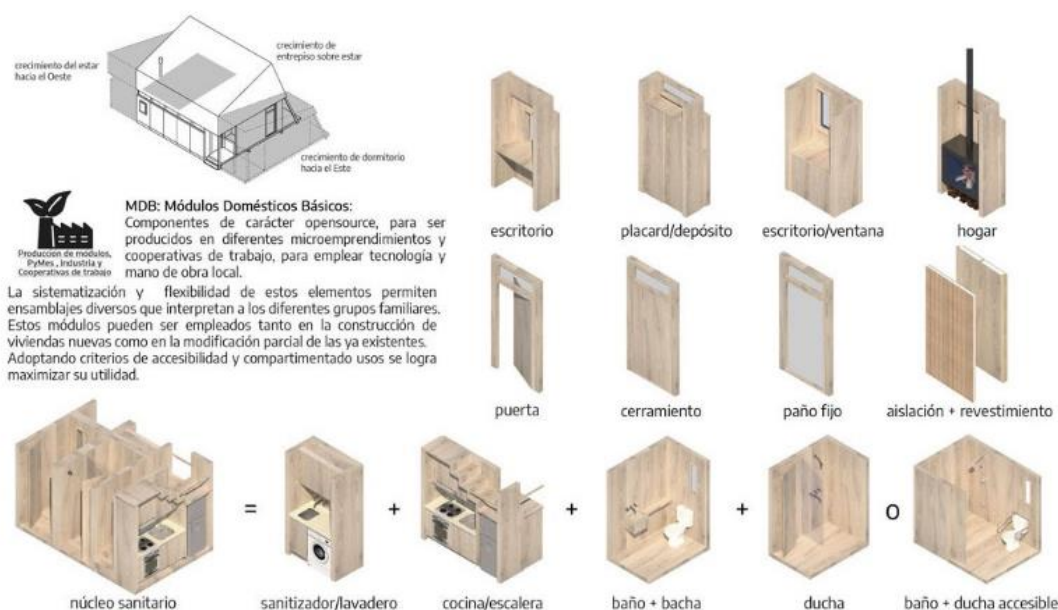 crecimiento del estar
hacia el Oeste
crecimiento de
entrepiso sobre estar
crecimiento de dormitorio
hacia el Este
Producción de módulos,
PyMes , Industria y
Cooperativas de trabajo
MDB: Módulos Domésticos Básicos:
Componentes de carácter opensource, para ser
producidos en diferentes microemprendimientos y
cooperativas de trabajo, para emplear tecnología y
mano de obra local.
La sistematización y flexibilidad de estos elementos permiten
ensamblajes diversos que interpretan a los diferentes grupos familiares.
Estos módulos pueden ser empleados tanto en la construcción de
viviendas nuevas como en la modificación parcial de las ya existentes.
Adoptando criterios de accesibilidad y compartimentado usos se logra
maximizar su utilidad.
escritorio
placard/depósito
escritorio/ventana
hogar
puerta
cerramiento
paño fijo
aislación + revestimiento
= + + + o
núcleo sanitario
sanitizador/lavadero
cocina/escalera
baño + bacha
ducha
baño + ducha accesible